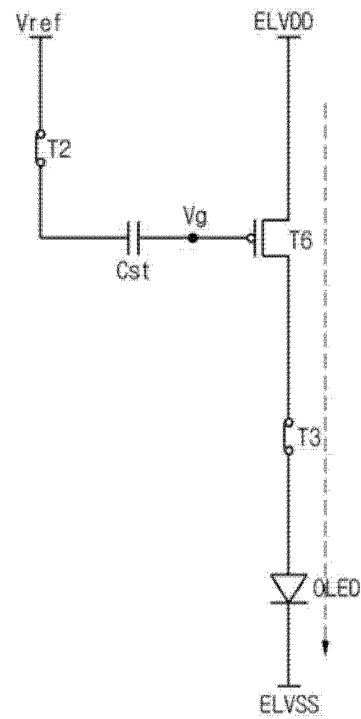 Vref
ELVDD
T2
Vg
T6
Cst
T3
OLED
ELVSS